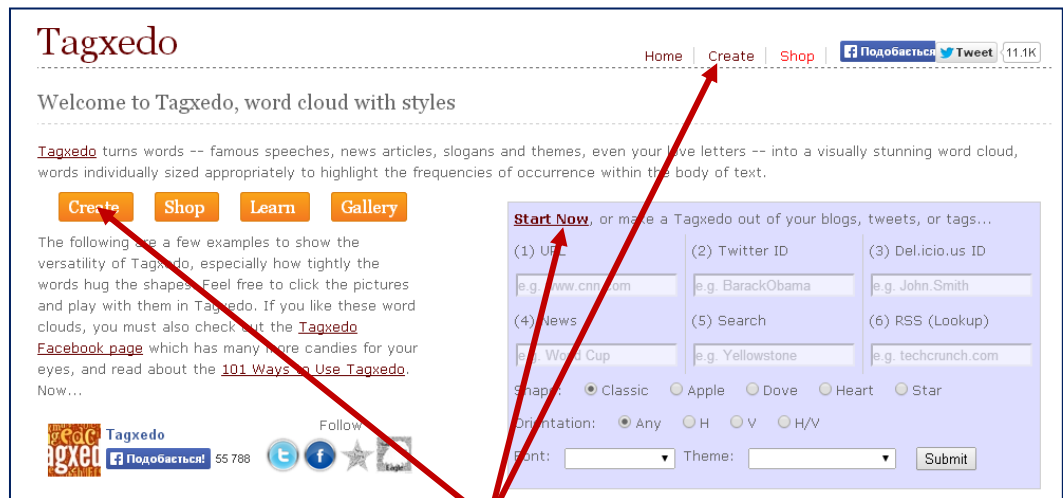 Tagxedo
Home | Create | Shop | Подобається Tweet 11.1K
Welcome to Tagxedo, word cloud with styles
Tagxedo turns words -- famous speeches, news articles, slogans and themes, even your love letters -- into a visually stunning word cloud,
words individually sized appropriately to highlight the frequencies of occurrence within the body of text.
Create Shop Learn Gallery
The following are a few examples to show the
versatility of Tagxedo, especially how tightly the
words hug the shapes. Feel free to click the pictures
and play with them in Tagxedo. If you like these word
clouds, you must also check out the Tagxedo
Facebook page which has many more candies for your
eyes, and read about the 101 Ways to Use Tagxedo.
Now...
Tagxedo
Подобається! 55 788
Follow
Start Now, or make a Tagxedo out of your blogs, tweets, or tags...
(1) URL (2) Twitter ID (3) Del.icio.us ID
e.g. www.cnn.com e.g. BarackObama e.g. John.Smith
(4) News (5) Search (6) RSS (Lookup)
e.g. World Cup e.g. Yellowstone e.g. techcrunch.com
Shape: Classic Apple Dove Heart Star
Orientation: Any H V H/V
Font: Theme: Submit